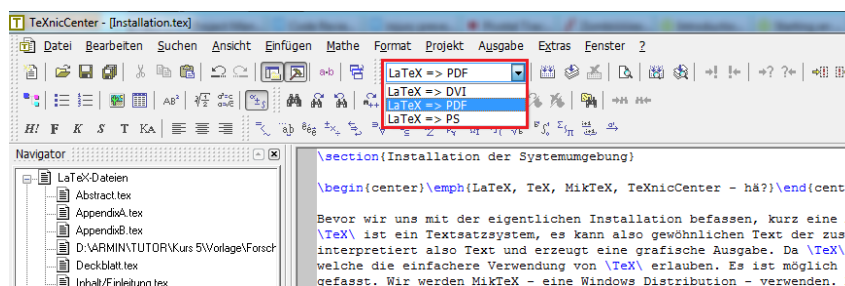 TeXnicCenter - [Installation.tex]
Datei Bearbeiten Suchen Ansicht Einfügen Mathe Format Projekt Ausgabe Extras Fenster ?
LaTeX => PDF
LaTeX => DVI
LaTeX => PDF
LaTeX => PS
H! F K S T KA
Navigator
LaTeX-Dateien
Abstract.tex
AppendixA.tex
AppendixB.tex
D:\ARMIN\TUTOR\Kurs 5\Vorlage\Forsch
Deckblatt.tex
Inhalt/Einleitung.tex
\section{Installation der Systemumgebung}
\begin{center}\emph{LaTeX, TeX, MikTeX, TeXnicCenter - hä?}\end{cent
Bevor wir uns mit der eigentlichen Installation befassen, kurz eine
\TeX\ ist ein Textsatzsystem, es kann also gewöhnlichen Text der zus
interpretiert also Text und erzeugt eine grafische Ausgabe. Da \TeX\
welche die einfachere Verwendung von \TeX\ erlauben. Es ist möglich
gefasst. Wir werden MikTeX - eine Windows Distribution - verwenden.